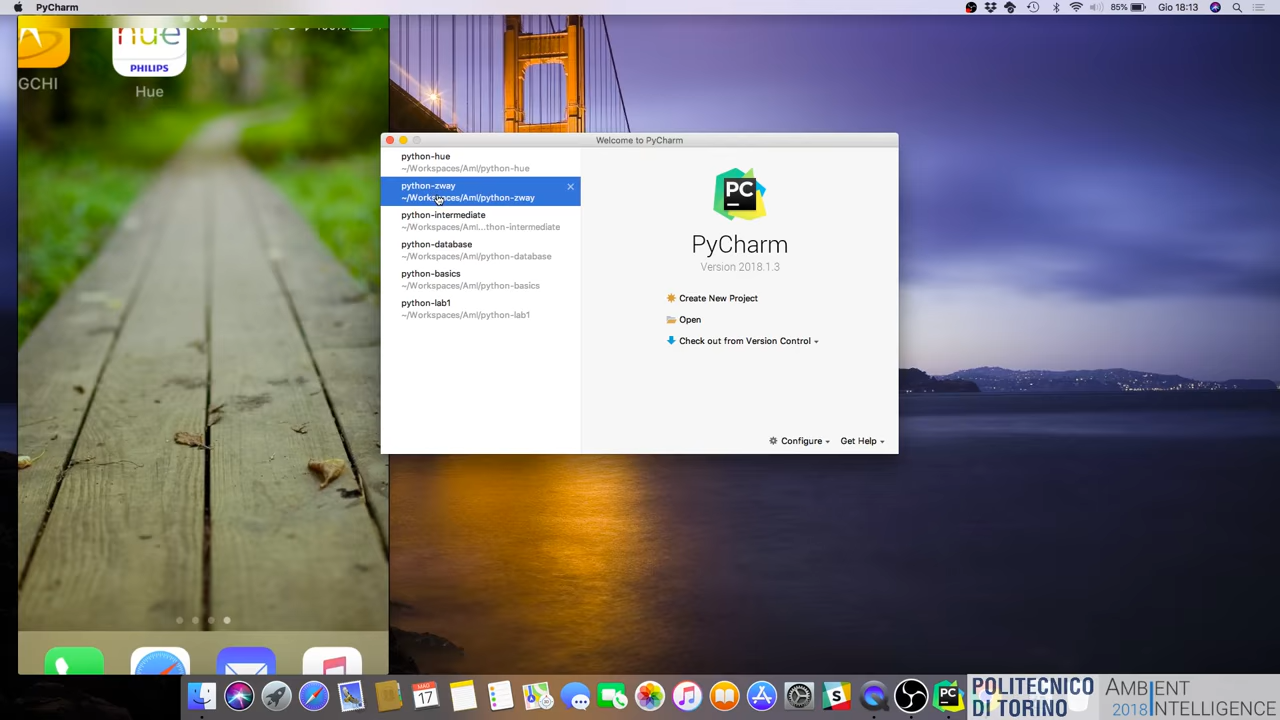 PyCharm
85%
Gio 18:13
hue
PHILIPS
GCHI
Hue
Welcome to PyCharm
python-hue
~/Workspaces/AmI/python-hue
python-zway
~/Workspaces/AmI/python-zway
python-intermediate
~/Workspaces/AmI...thon-intermediate
python-database
~/Workspaces/AmI/python-database
python-basics
~/Workspaces/AmI/python-basics
python-lab1
~/Workspaces/AmI/python-lab1
PC
PyCharm
Version 2018.1.3
Create New Project
Open
Check out from Version Control
Configure
Get Help
MAG
17
PC
POLITECNICO
DI TORINO
AMBIENT
2018 INTELLIGENCE